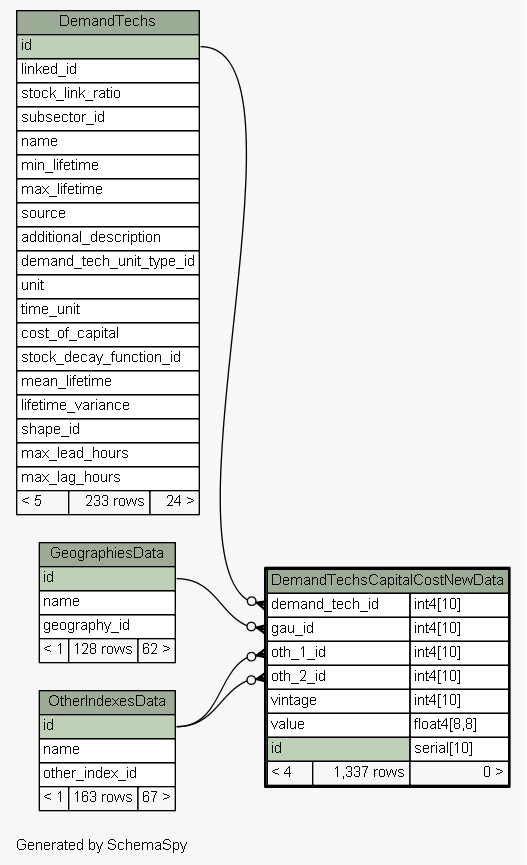 DemandTechs
id
linked_id
stock_link_ratio
subsector_id
name
min_lifetime
max_lifetime
source
additional_description
demand_tech_unit_type_id
unit
time_unit
cost_of_capital
stock_decay_function_id
mean_lifetime
lifetime_variance
shape_id
max_lead_hours
max_lag_hours
< 5 233 rows 24 >
GeographiesData
id
name
geography_id
< 1 128 rows 62 >
OtherIndexesData
id
name
other_index_id
< 1 163 rows 67 >
DemandTechsCapitalCostNewData
demand_tech_id int4[10]
gau_id int4[10]
oth_1_id int4[10]
oth_2_id int4[10]
vintage int4[10]
value float4[8,8]
id serial[10]
< 4 1,337 rows 0 >
Generated by SchemaSpy